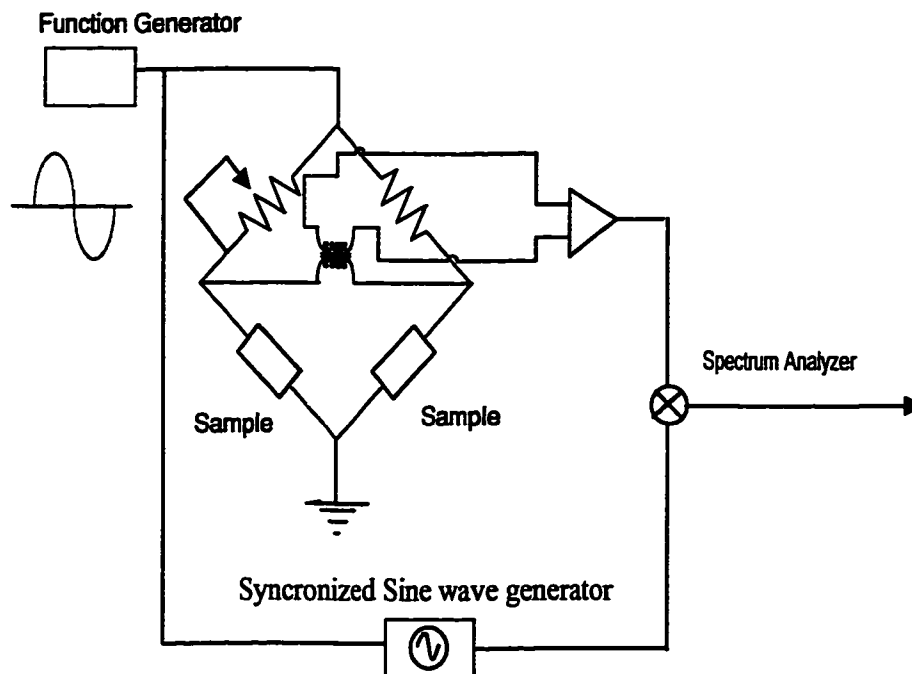 Function Generator
Spectrum Analyzer
Sample
Sample
Syncronized Sine wave generator